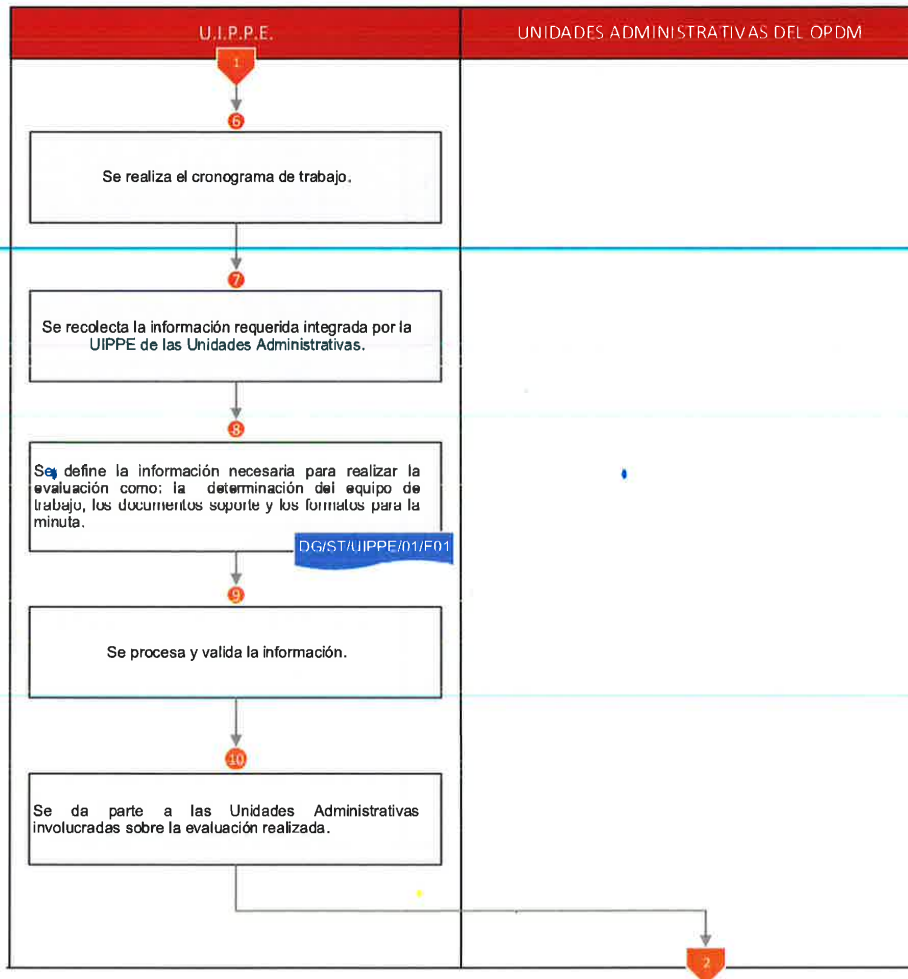 U.I.P.P.E.
UNIDADES ADMINISTRATIVAS DEL OPDM
1
6
Se realiza el cronograma de trabajo.
7
Se recolecta la información requerida integrada por la
UIPPE de las Unidades Administrativas.
8
Se define la información necesaria para realizar la
evaluación como: la determinación del equipo de
trabajo, los documentos soporte y los formatos para la
minuta.
DG/ST/UIPPE/01/F01
9
Se procesa y valida la información.
10
Se da parte a las Unidades Administrativas
involucradas sobre la evaluación realizada.
2